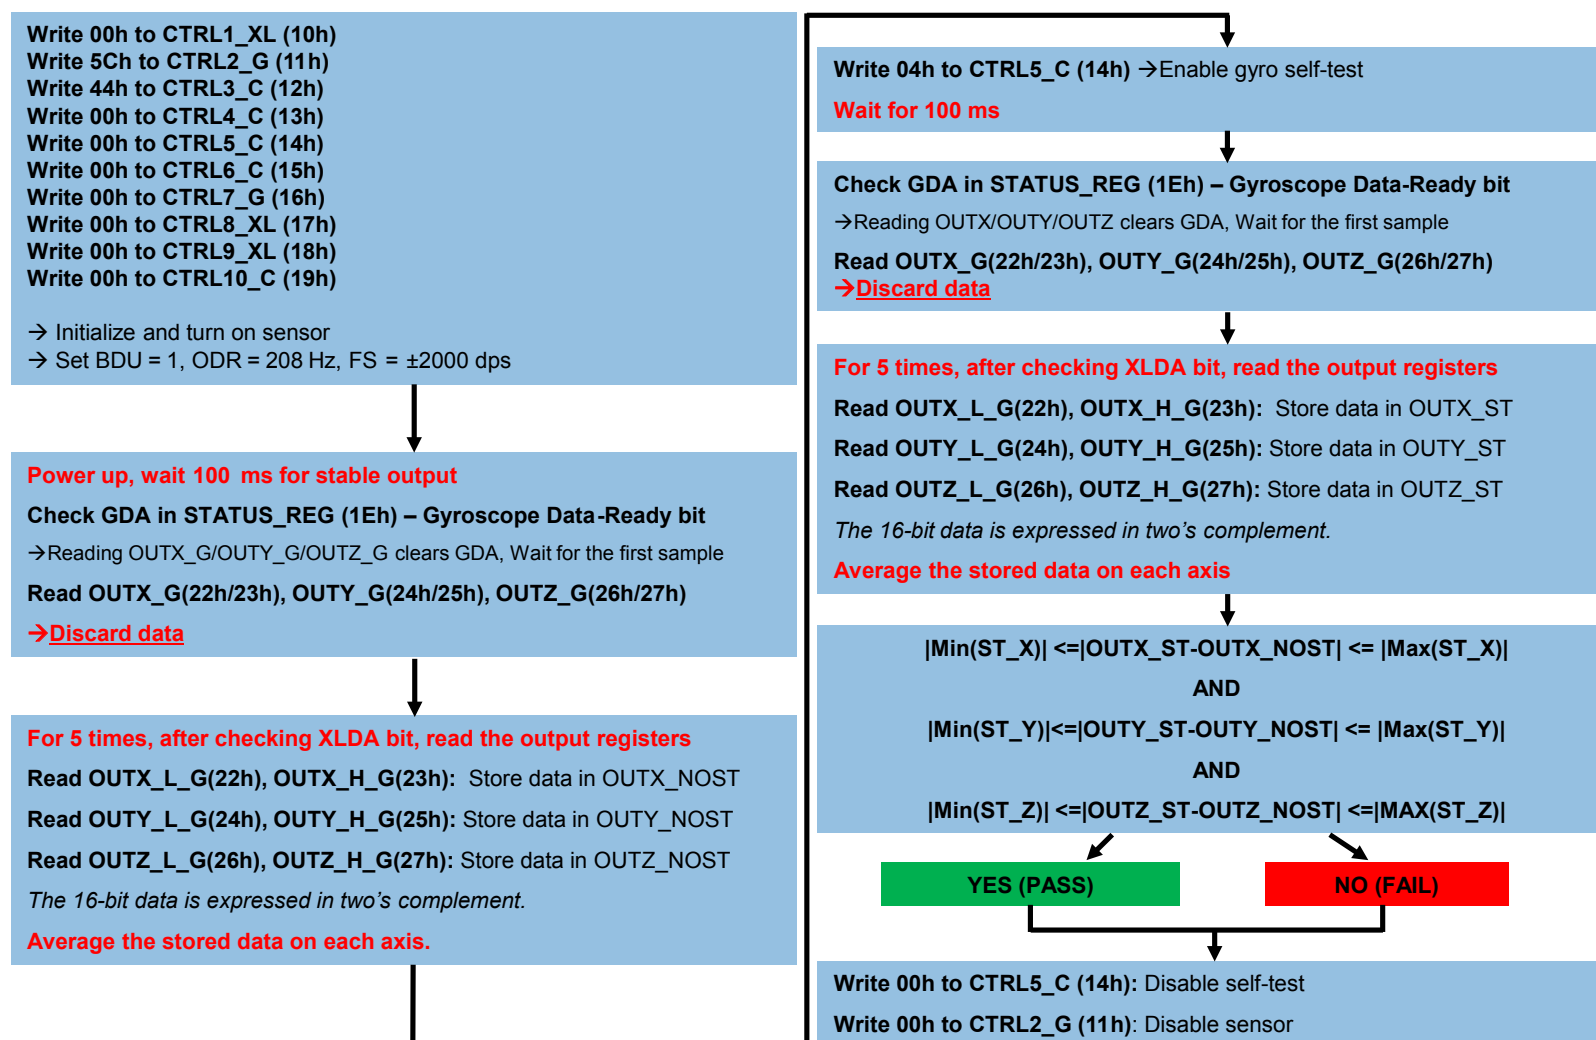 Write 00h to CTRL1_XL (10h)
Write 5Ch to CTRL2_G (11h)
Write 44h to CTRL3_C (12h)
Write 00h to CTRL4_C (13h)
Write 00h to CTRL5_C (14h)
Write 00h to CTRL6_C (15h)
Write 00h to CTRL7_G (16h)
Write 00h to CTRL8_XL (17h)
Write 00h to CTRL9_XL (18h)
Write 00h to CTRL10_C (19h)
→ Initialize and turn on sensor
→ Set BDU = 1, ODR = 208 Hz, FS = ±2000 dps
Power up, wait 100 ms for stable output
Check GDA in STATUS_REG (1Eh) – Gyroscope Data-Ready bit
→Reading OUTX_G/OUTY_G/OUTZ_G clears GDA, Wait for the first sample
Read OUTX_G(22h/23h), OUTY_G(24h/25h), OUTZ_G(26h/27h)
→Discard data
For 5 times, after checking XLDA bit, read the output registers
Read OUTX_L_G(22h), OUTX_H_G(23h): Store data in OUTX_NOST
Read OUTY_L_G(24h), OUTY_H_G(25h): Store data in OUTY_NOST
Read OUTZ_L_G(26h), OUTZ_H_G(27h): Store data in OUTZ_NOST
The 16-bit data is expressed in two's complement.
Average the stored data on each axis.
Write 04h to CTRL5_C (14h) →Enable gyro self-test
Wait for 100 ms
Check GDA in STATUS_REG (1Eh) – Gyroscope Data-Ready bit
→Reading OUTX/OUTY/OUTZ clears GDA, Wait for the first sample
Read OUTX_G(22h/23h), OUTY_G(24h/25h), OUTZ_G(26h/27h)
→Discard data
For 5 times, after checking XLDA bit, read the output registers
Read OUTX_L_G(22h), OUTX_H_G(23h): Store data in OUTX_ST
Read OUTY_L_G(24h), OUTY_H_G(25h): Store data in OUTY_ST
Read OUTZ_L_G(26h), OUTZ_H_G(27h): Store data in OUTZ_ST
The 16-bit data is expressed in two's complement.
Average the stored data on each axis
|Min(ST_X)| <=|OUTX_ST-OUTX_NOST| <= |Max(ST_X)|
AND
|Min(ST_Y)|<=|OUTY_ST-OUTY_NOST| <= |Max(ST_Y)|
AND
|Min(ST_Z)| <=|OUTZ_ST-OUTZ_NOST| <=|MAX(ST_Z)|
YES (PASS)
NO (FAIL)
Write 00h to CTRL5_C (14h): Disable self-test
Write 00h to CTRL2_G (11h): Disable sensor